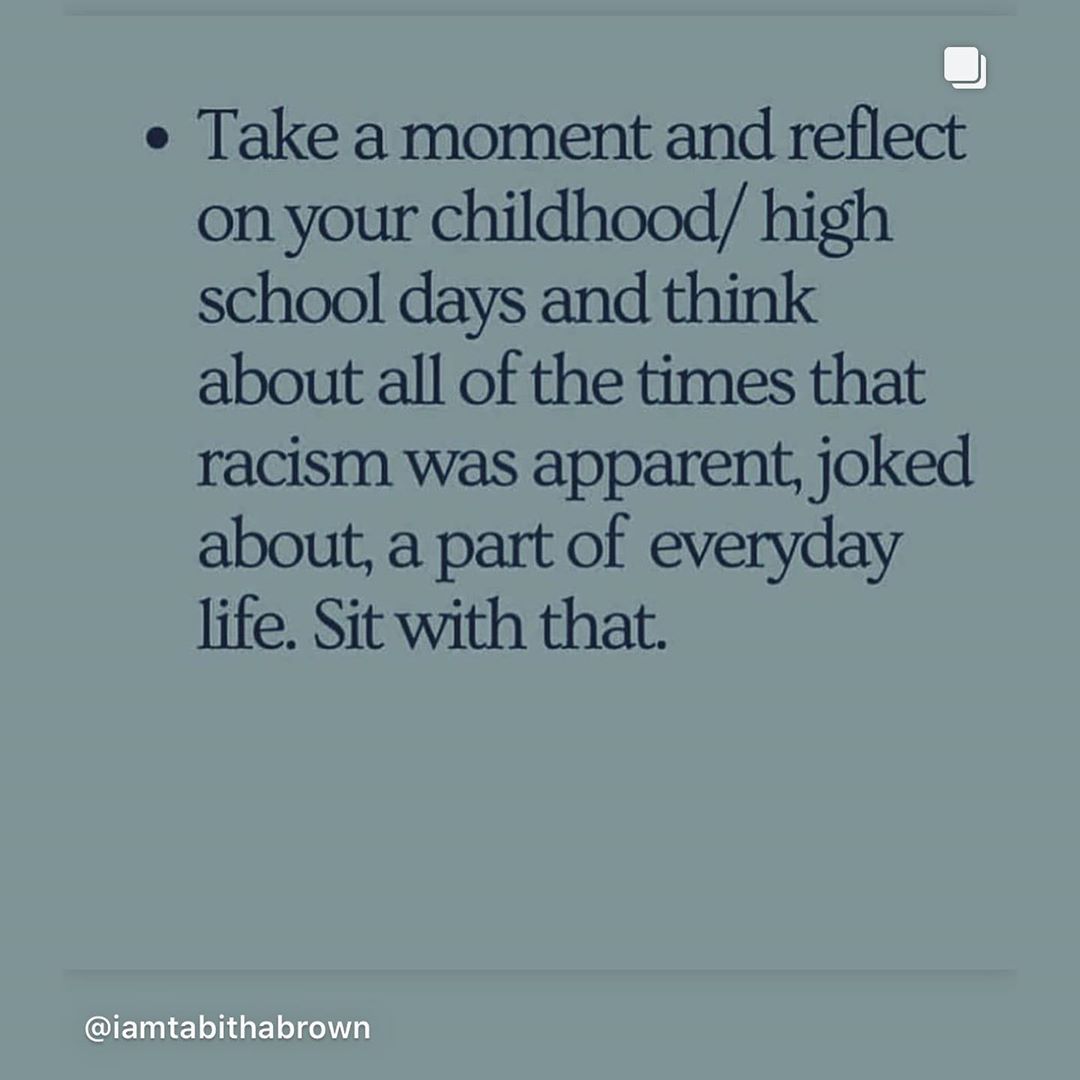 • Take a moment and reflect
on your childhood/ high
school days and think
about all of the times that
racism was apparent, joked
about, a part of  everyday
life. Sit with that.
@iamtabithabrown